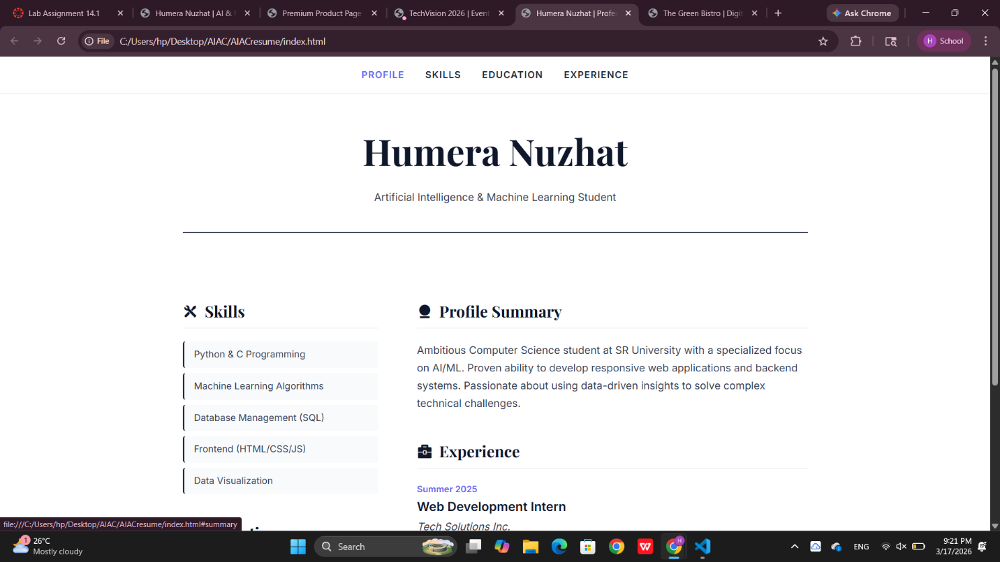 Lab Assignment 14.1
Humera Nuzhat | AI &
Premium Product Page
TechVision 2026 | Event
Humera Nuzhat | Profe
The Green Bistro | Digit
Ask Chrome
File
C:/Users/hp/Desktop/AIAC/AIACresume/index.html
H
School
PROFILE
SKILLS
EDUCATION
EXPERIENCE
Humera Nuzhat
Artificial Intelligence & Machine Learning Student
Skills
Python & C Programming
Machine Learning Algorithms
Database Management (SQL)
Frontend (HTML/CSS/JS)
Data Visualization
Profile Summary
Ambitious Computer Science student at SR University with a specialized focus
on AI/ML. Proven ability to develop responsive web applications and backend
systems. Passionate about using data-driven insights to solve complex
technical challenges.
Experience
Summer 2025
Web Development Intern
Tech Solutions Inc.
file:///C:/Users/hp/Desktop/AIAC/AIACresume/index.html#summary
1
26°C
Mostly cloudy
Search
W
H
ENG
9:21 PM
3/17/2026